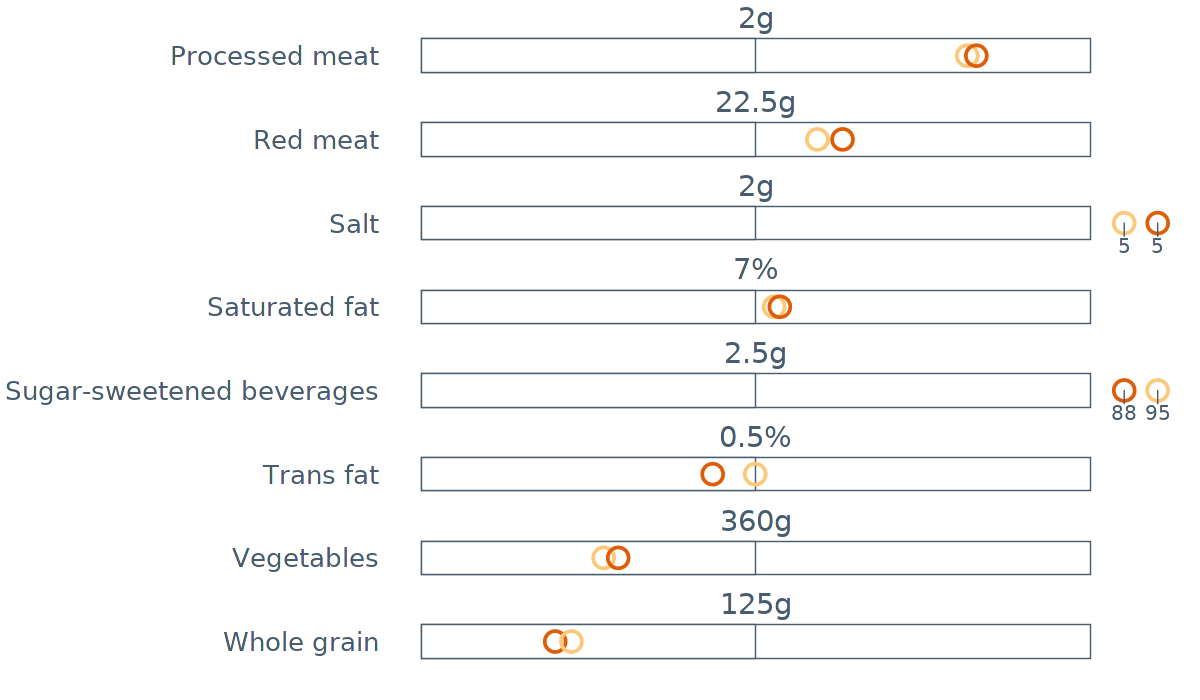 2g
Processed meat
22.5g
Red meat
2g
Salt
5 5
7%
Saturated fat
2.5g
Sugar-sweetened beverages
88 95
0.5%
Trans fat
360g
Vegetables
125g
Whole grain